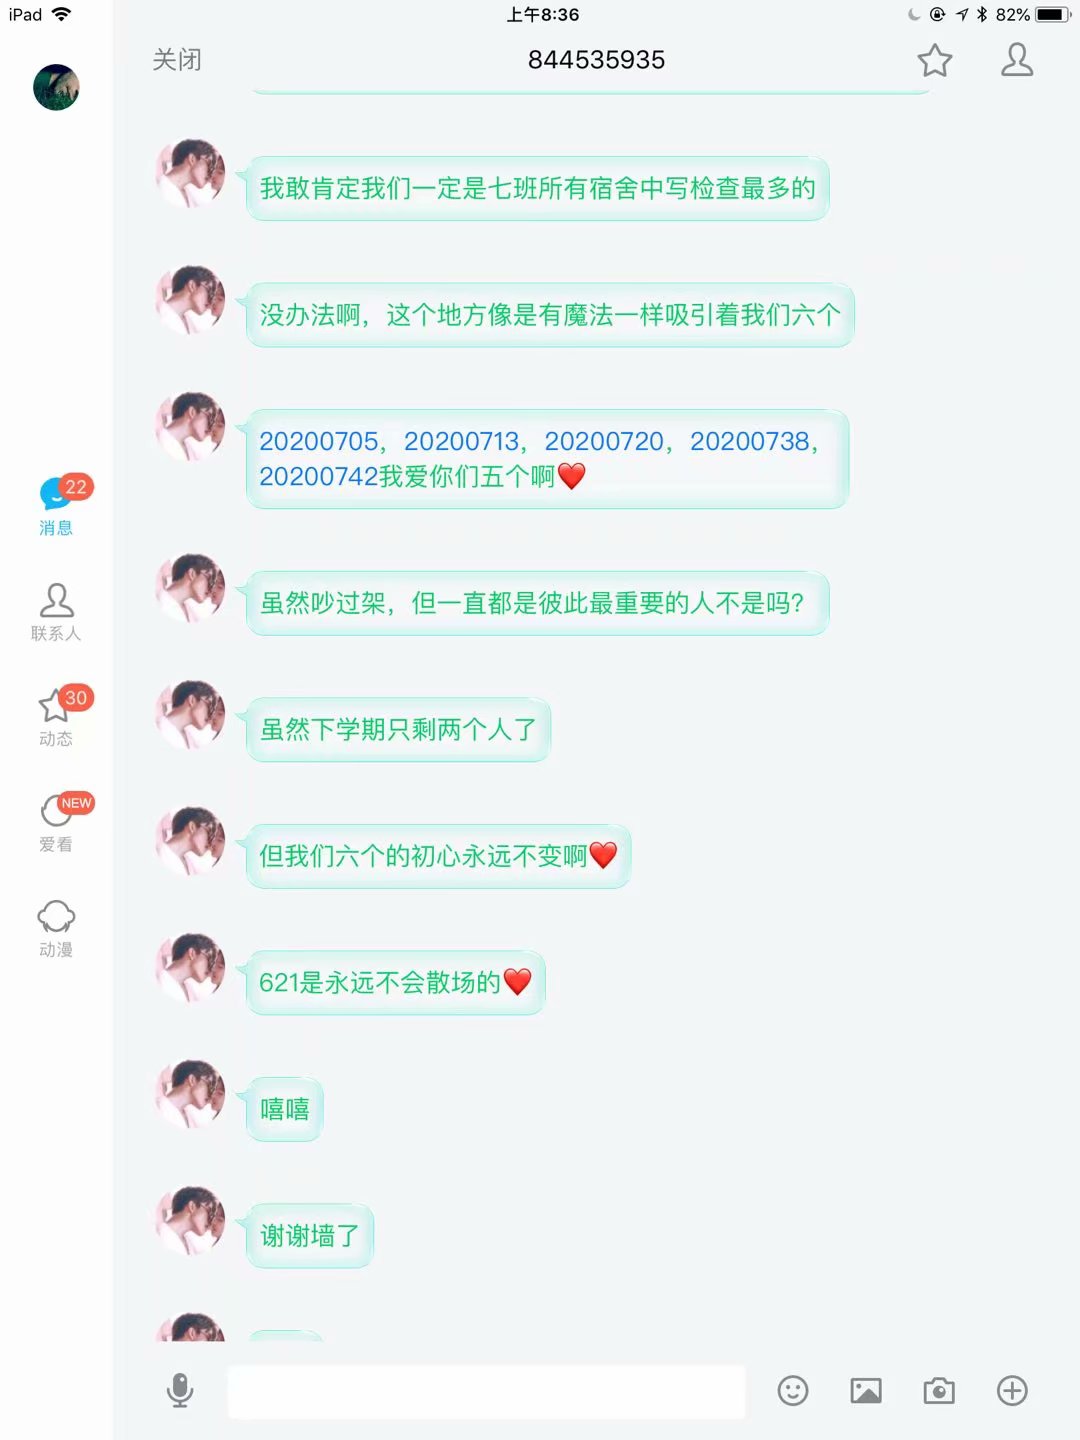 iPad 上午8:36 82%
关闭 844535935
我敢肯定我们一定是七班所有宿舍中写检查最多的
没办法啊，这个地方像是有魔法一样吸引着我们六个
20200705，20200713，20200720，20200738，
20200742我爱你们五个啊❤️
22
消息
虽然吵过架，但一直都是彼此最重要的人不是吗？
联系人
30
动态
虽然下学期只剩两个人了
NEW
爱看
但我们六个的初心永远不变啊❤️
动漫
621是永远不会散场的❤️
嘻嘻
谢谢墙了